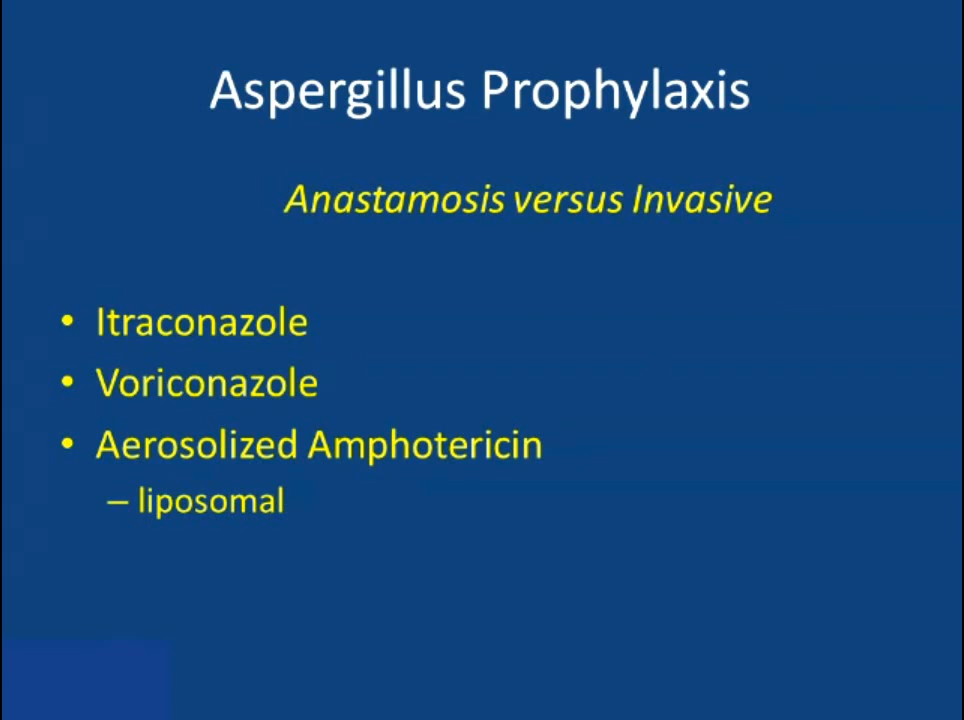 Aspergillus Prophylaxis
Anastamosis versus Invasive
• Itraconazole
• Voriconazole
• Aerosolized Amphotericin
– liposomal